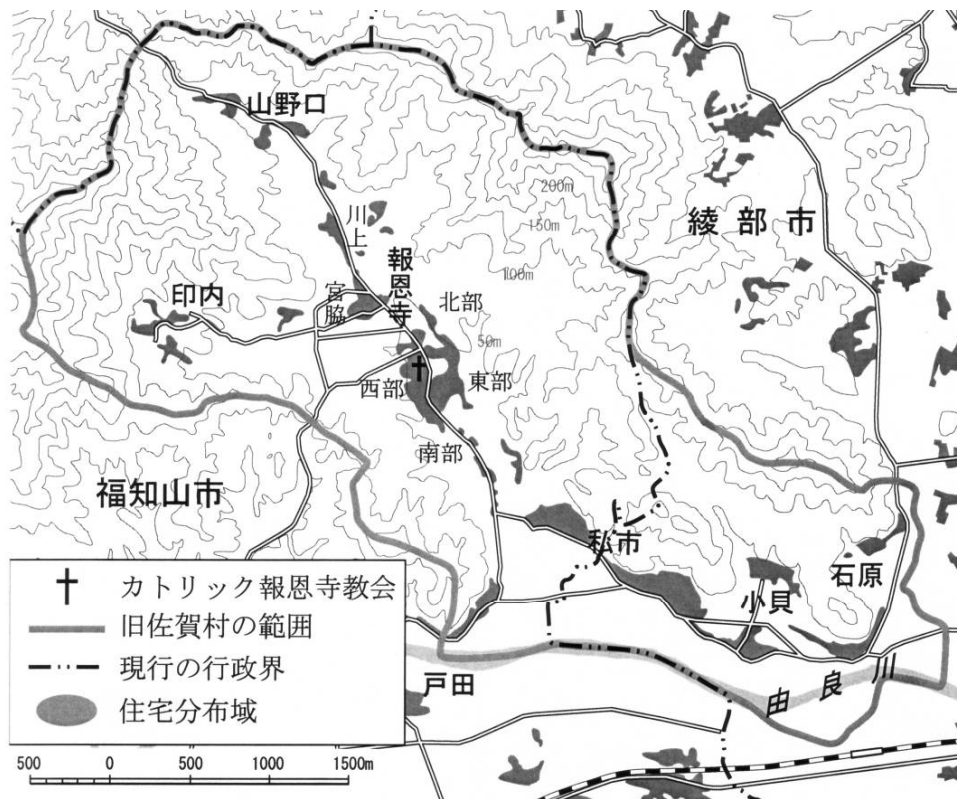 山野口
200m
綾部市
川上
150m
報恩寺
100m
印内
宮脇
北部
50m
西部
東部
南部
福知山市
私市
石原
小貝
カトリック報恩寺教会
旧佐賀村の範囲
現行の行政界
住宅分布域
戸田
由良川
500 0 500 1000 1500m